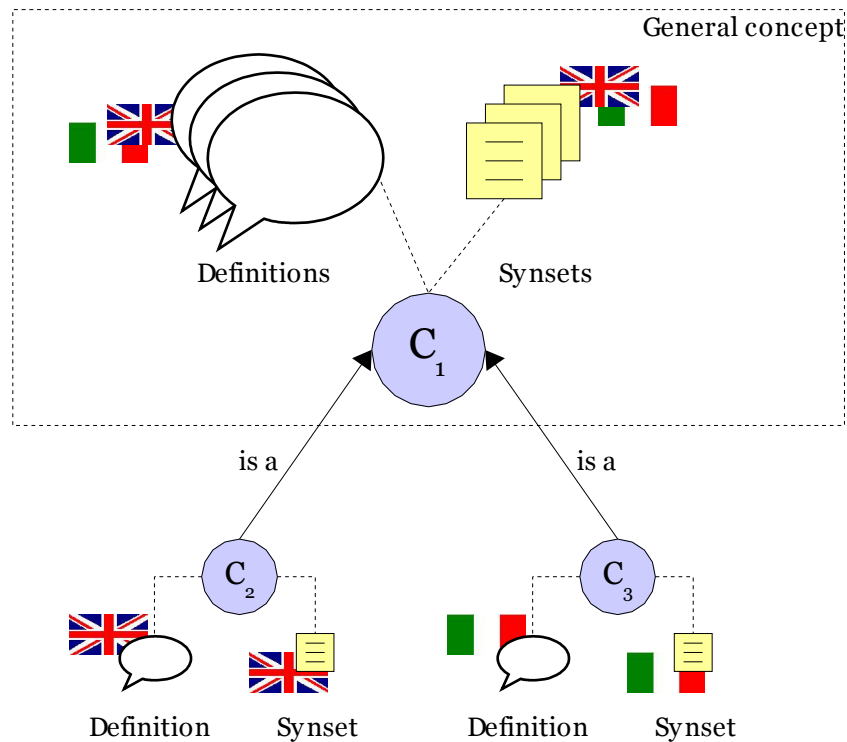 General concept
Definitions
Synsets
C1
is a
is a
C2
C3
Definition
Synset
Definition
Synset